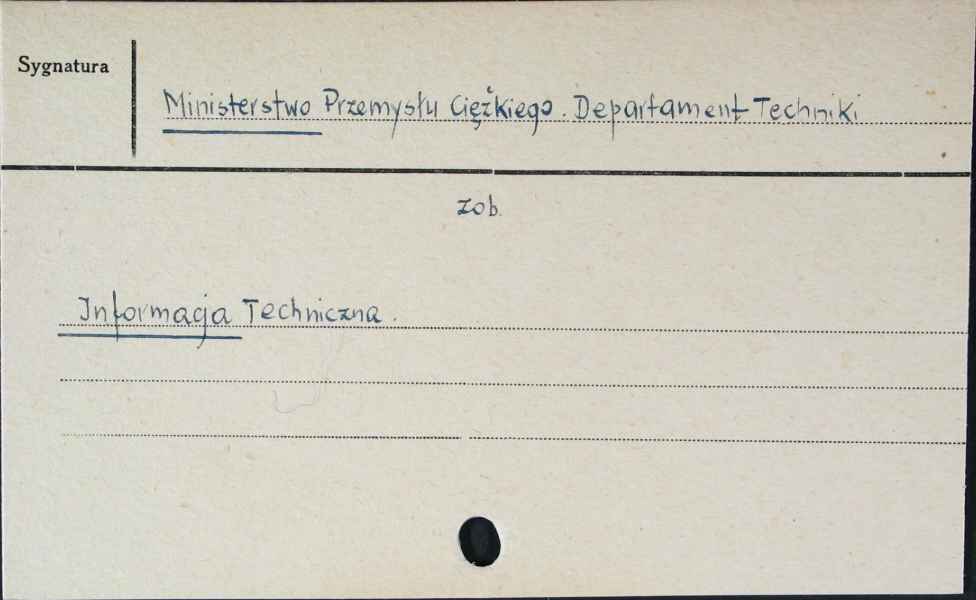 Sygnatura
Ministerstwo Przemysłu Ciężkiego. Departament Techniki
zob.
Informacja Techniczna.